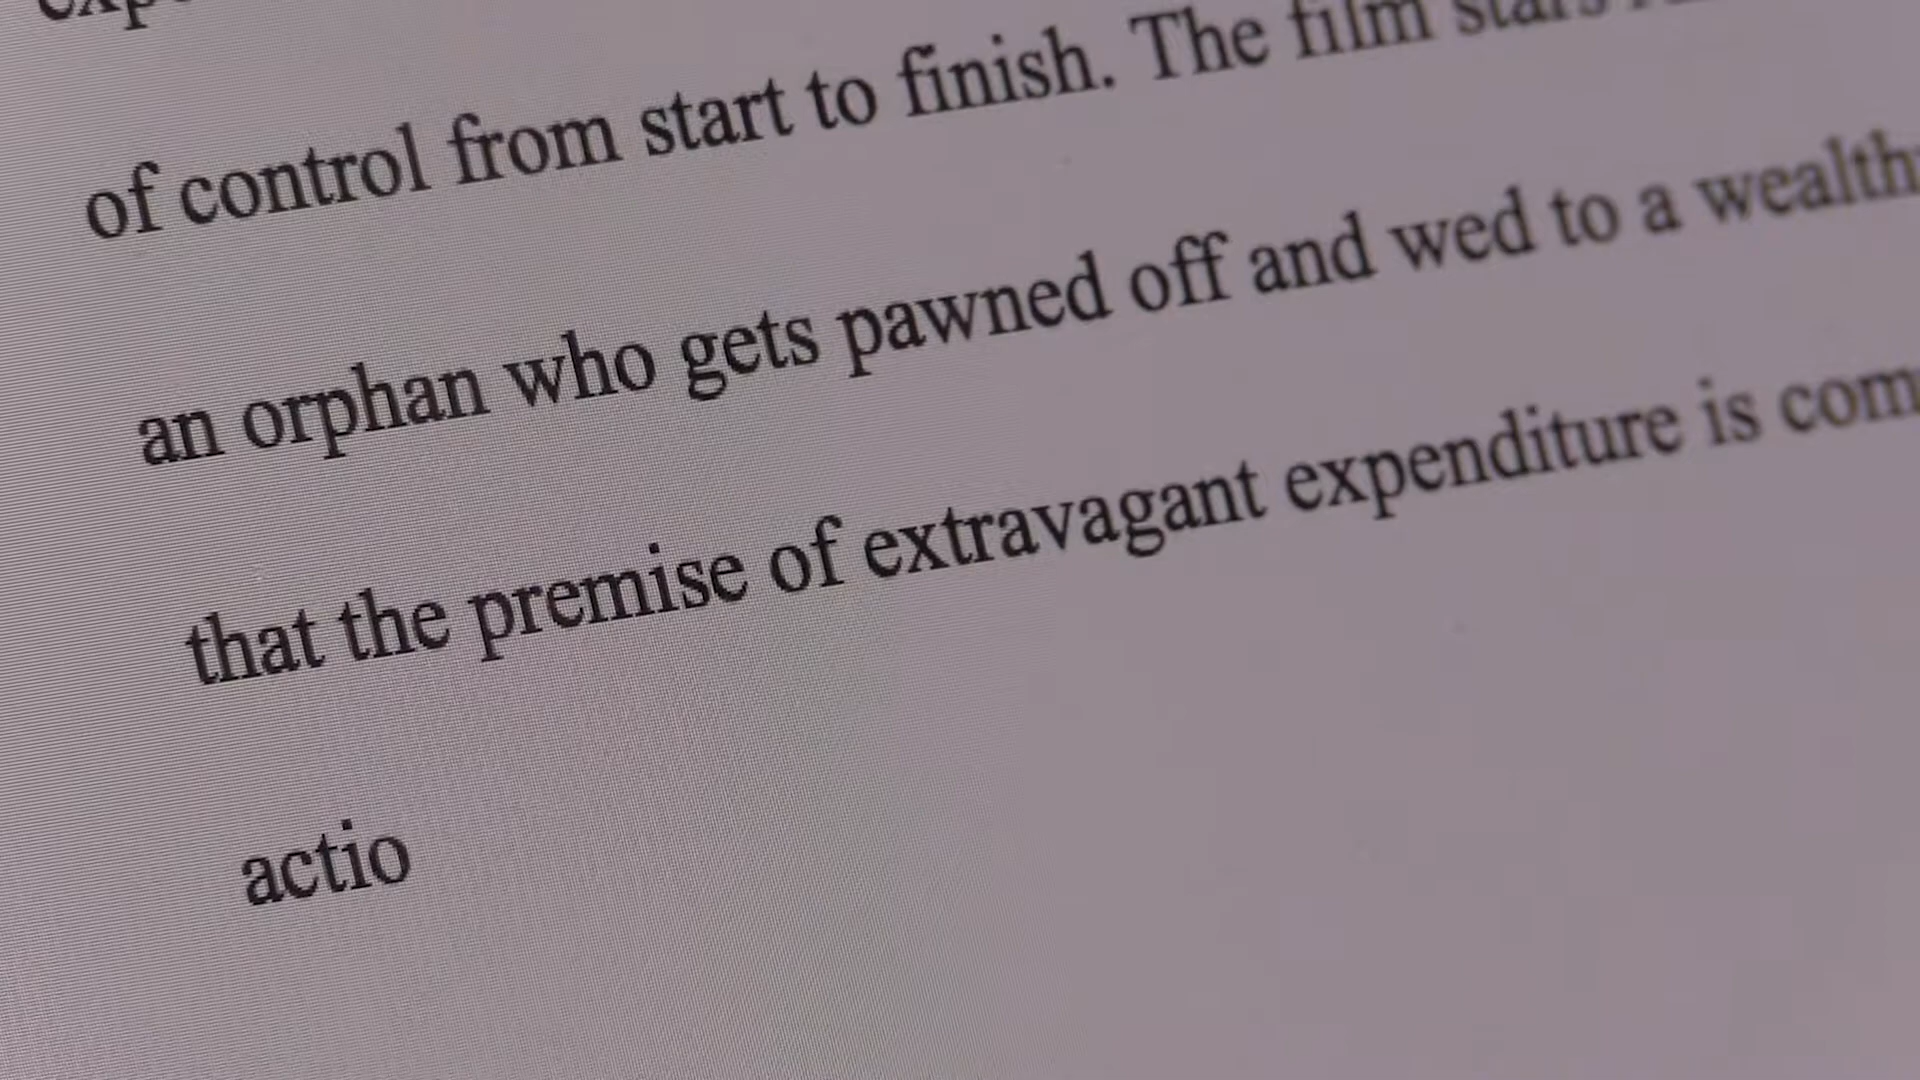 of control from start to finish. The film stars
an orphan who gets pawned off and wed to a
that the premise of extravagant expenditure is
actio